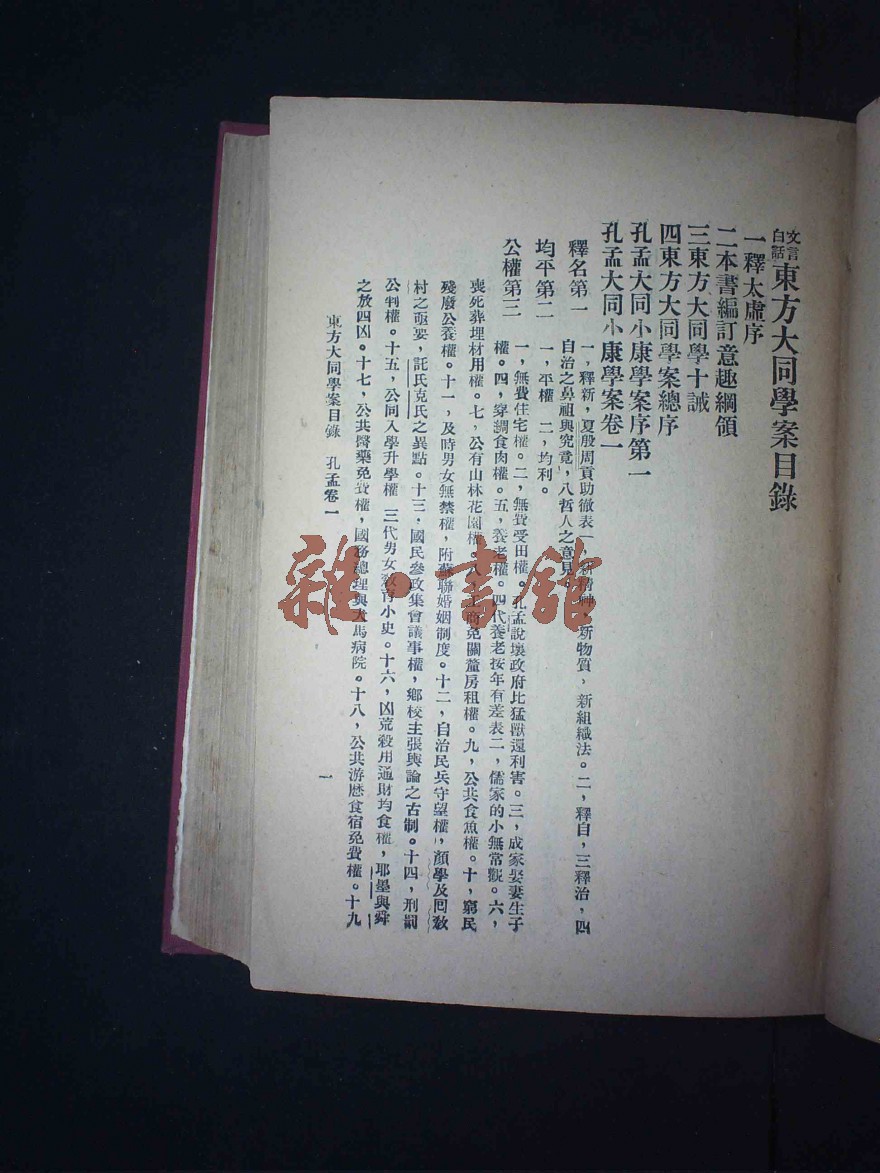 文言白話東方大同學案目錄
一釋太虛序
二本書編訂意趣綱領
三東方大同學十誡
四東方大同學案總序
孔孟大同小康學案序第一
孔孟大同小康學案卷一
釋名第一 一,釋新,夏殷周貢助徹表一,新精神,新物質,新組織法。二,釋自,三釋治,四
自治之鼻祖與究竟,八哲人之意見
均平第二 一,平權 二,均利。
公權第三 一,無費住宅權。二,無費受田權。孔孟說壞政府比猛獸還利害。三,成家娶妻生子
權。四,穿綢食肉權。五,養老權。四代養老按年有差表二,儒家的小無常觀。六,
喪死葬埋材用權。七,公有山林花園權 商免關釐房租權。九,公共食魚權。十,窮民
殘廢公養權。十一,及時男女無禁權,附蘇聯婚姻制度。十二,自治民兵守望權,顏學及回教
村之亟要,託氏克氏之異點。十三,國民參政集會議事權,鄉校主張輿論之古制。十四,刑罰
公判權。十五,公同入學升學權 三代男女教育小史。十六,凶荒穀用通財均食權,耶墨與舜
之放四凶。十七,公共醫藥免費權,國務總理與犬馬病院。十八,公共游歷食宿免費權。十九
東方大同學案目錄 孔孟卷一
一
雜·書館